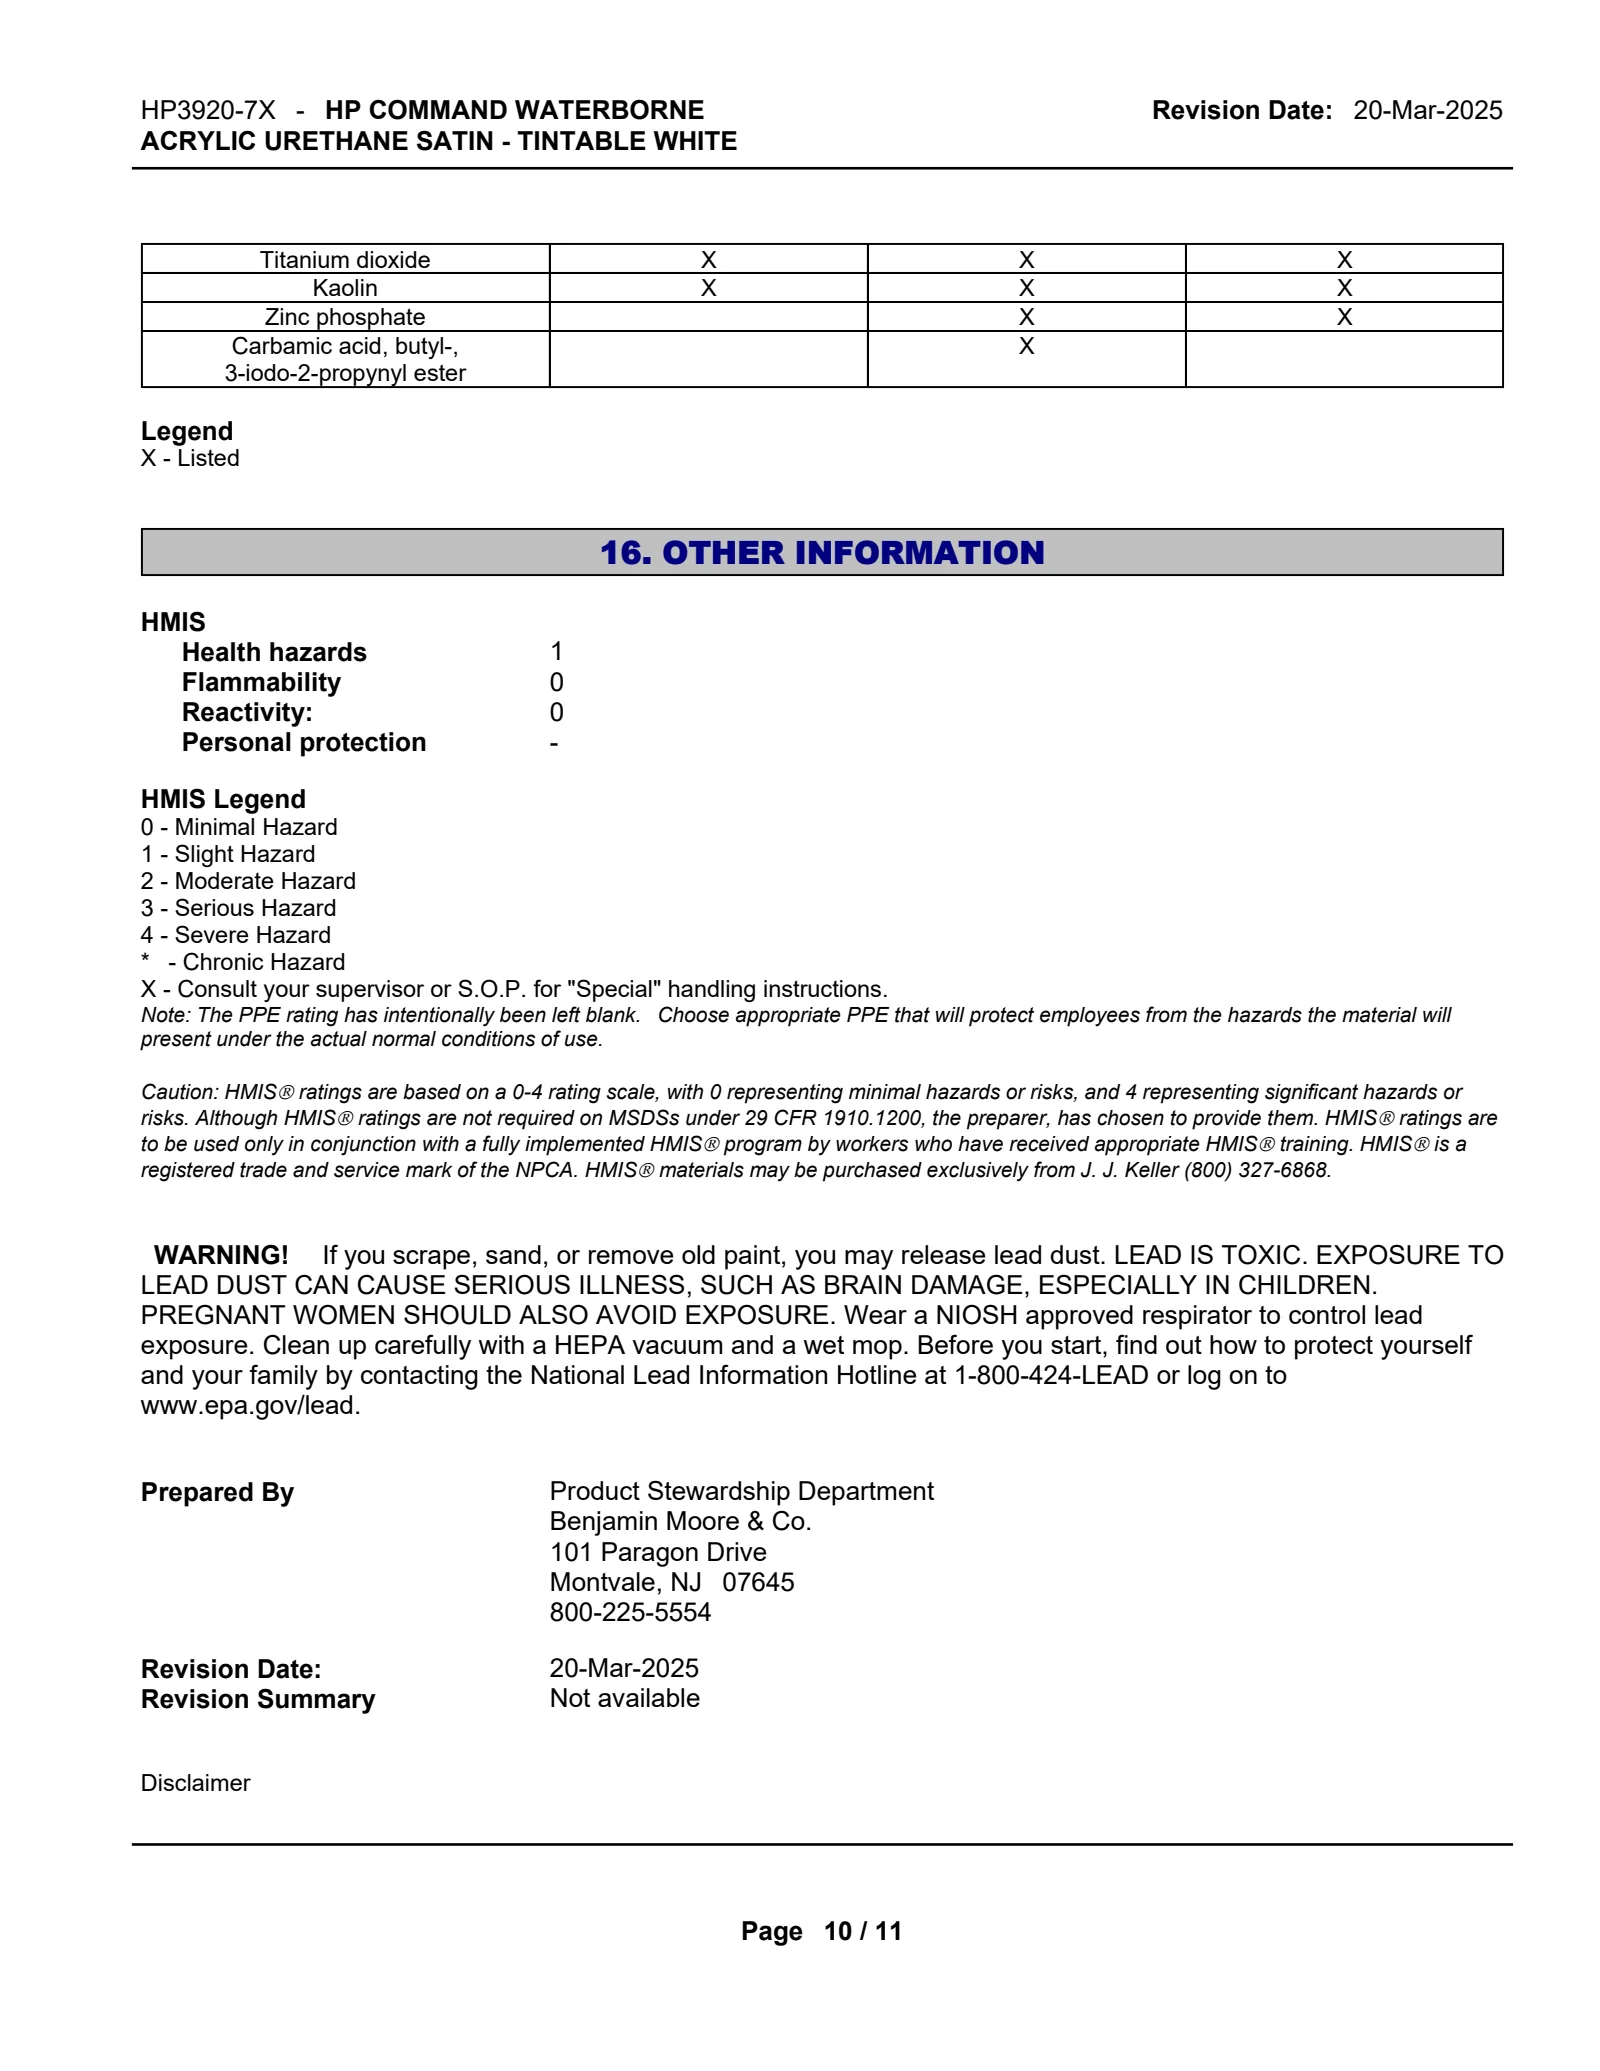 HP3920-7X - HP COMMAND WATERBORNE
ACRYLIC URETHANE SATIN - TINTABLE WHITE
Revision Date: 20-Mar-2025
Titanium dioxide X X X
Kaolin X X X
Zinc phosphate X X
Carbamic acid, butyl-, X
3-iodo-2-propynyl ester
Legend
X - Listed
16. OTHER INFORMATION
HMIS
Health hazards 1
Flammability 0
Reactivity: 0
Personal protection -
HMIS Legend
0 - Minimal Hazard
1 - Slight Hazard
2 - Moderate Hazard
3 - Serious Hazard
4 - Severe Hazard
* - Chronic Hazard
X - Consult your supervisor or S.O.P. for "Special" handling instructions.
Note: The PPE rating has intentionally been left blank. Choose appropriate PPE that will protect employees from the hazards the material will
present under the actual normal conditions of use.
Caution: HMIS® ratings are based on a 0-4 rating scale, with 0 representing minimal hazards or risks, and 4 representing significant hazards or
risks. Although HMIS® ratings are not required on MSDSs under 29 CFR 1910.1200, the preparer, has chosen to provide them. HMIS® ratings are
to be used only in conjunction with a fully implemented HMIS® program by workers who have received appropriate HMIS® training. HMIS® is a
registered trade and service mark of the NPCA. HMIS® materials may be purchased exclusively from J. J. Keller (800) 327-6868.
WARNING! If you scrape, sand, or remove old paint, you may release lead dust. LEAD IS TOXIC. EXPOSURE TO
LEAD DUST CAN CAUSE SERIOUS ILLNESS, SUCH AS BRAIN DAMAGE, ESPECIALLY IN CHILDREN.
PREGNANT WOMEN SHOULD ALSO AVOID EXPOSURE. Wear a NIOSH approved respirator to control lead
exposure. Clean up carefully with a HEPA vacuum and a wet mop. Before you start, find out how to protect yourself
and your family by contacting the National Lead Information Hotline at 1-800-424-LEAD or log on to
www.epa.gov/lead.
Prepared By Product Stewardship Department
Benjamin Moore & Co.
101 Paragon Drive
Montvale, NJ 07645
800-225-5554
Revision Date: 20-Mar-2025
Revision Summary Not available
Disclaimer
Page 10 / 11